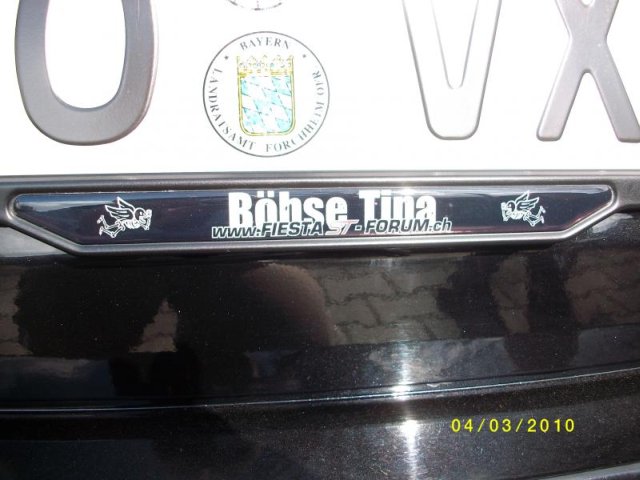 O VX
BAYERN
LANDRATSAMT FORCHHEIM OFR.
Böhse Tina
www.FIESTA ST - FORUM.ch
04/03/2010